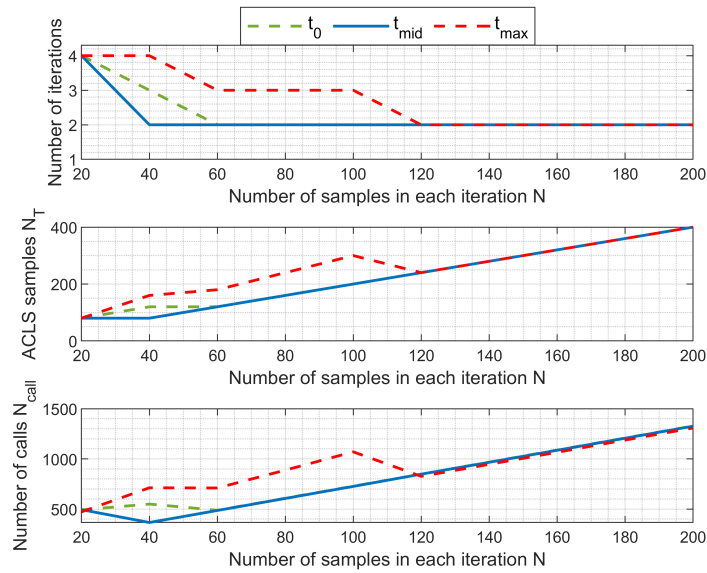 t0 tmid tmax
Number of iterations
4
3
2
1
20 40 60 80 100 120 140 160 180 200
Number of samples in each iteration N
ACLS samples NT
400
200
0
20 40 60 80 100 120 140 160 180 200
Number of samples in each iteration N
Number of calls Ncall
1500
1000
500
20 40 60 80 100 120 140 160 180 200
Number of samples in each iteration N